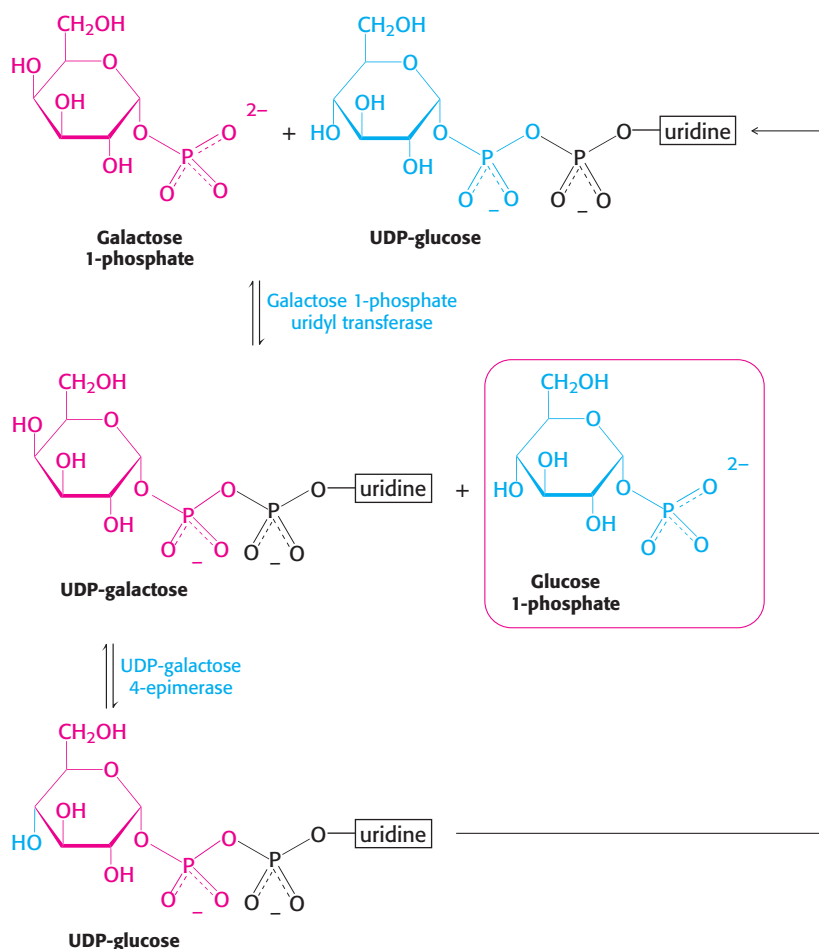 CH₂OH
O
HO
OH
OH
O
P
O
O
O
2–
+
CH₂OH
O
OH
HO
OH
O
P
O
O
–
O
P
O
O
–
O
uridine
Galactose
1-phosphate
UDP-glucose
Galactose 1-phosphate
uridyl transferase
CH₂OH
O
HO
OH
OH
O
P
O
O
–
O
P
O
O
–
O
uridine
+
CH₂OH
O
OH
HO
OH
O
P
O
O
O
2–
UDP-galactose
Glucose
1-phosphate
UDP-galactose
4-epimerase
CH₂OH
O
OH
HO
OH
O
P
O
O
–
O
P
O
O
–
O
uridine
UDP-glucose